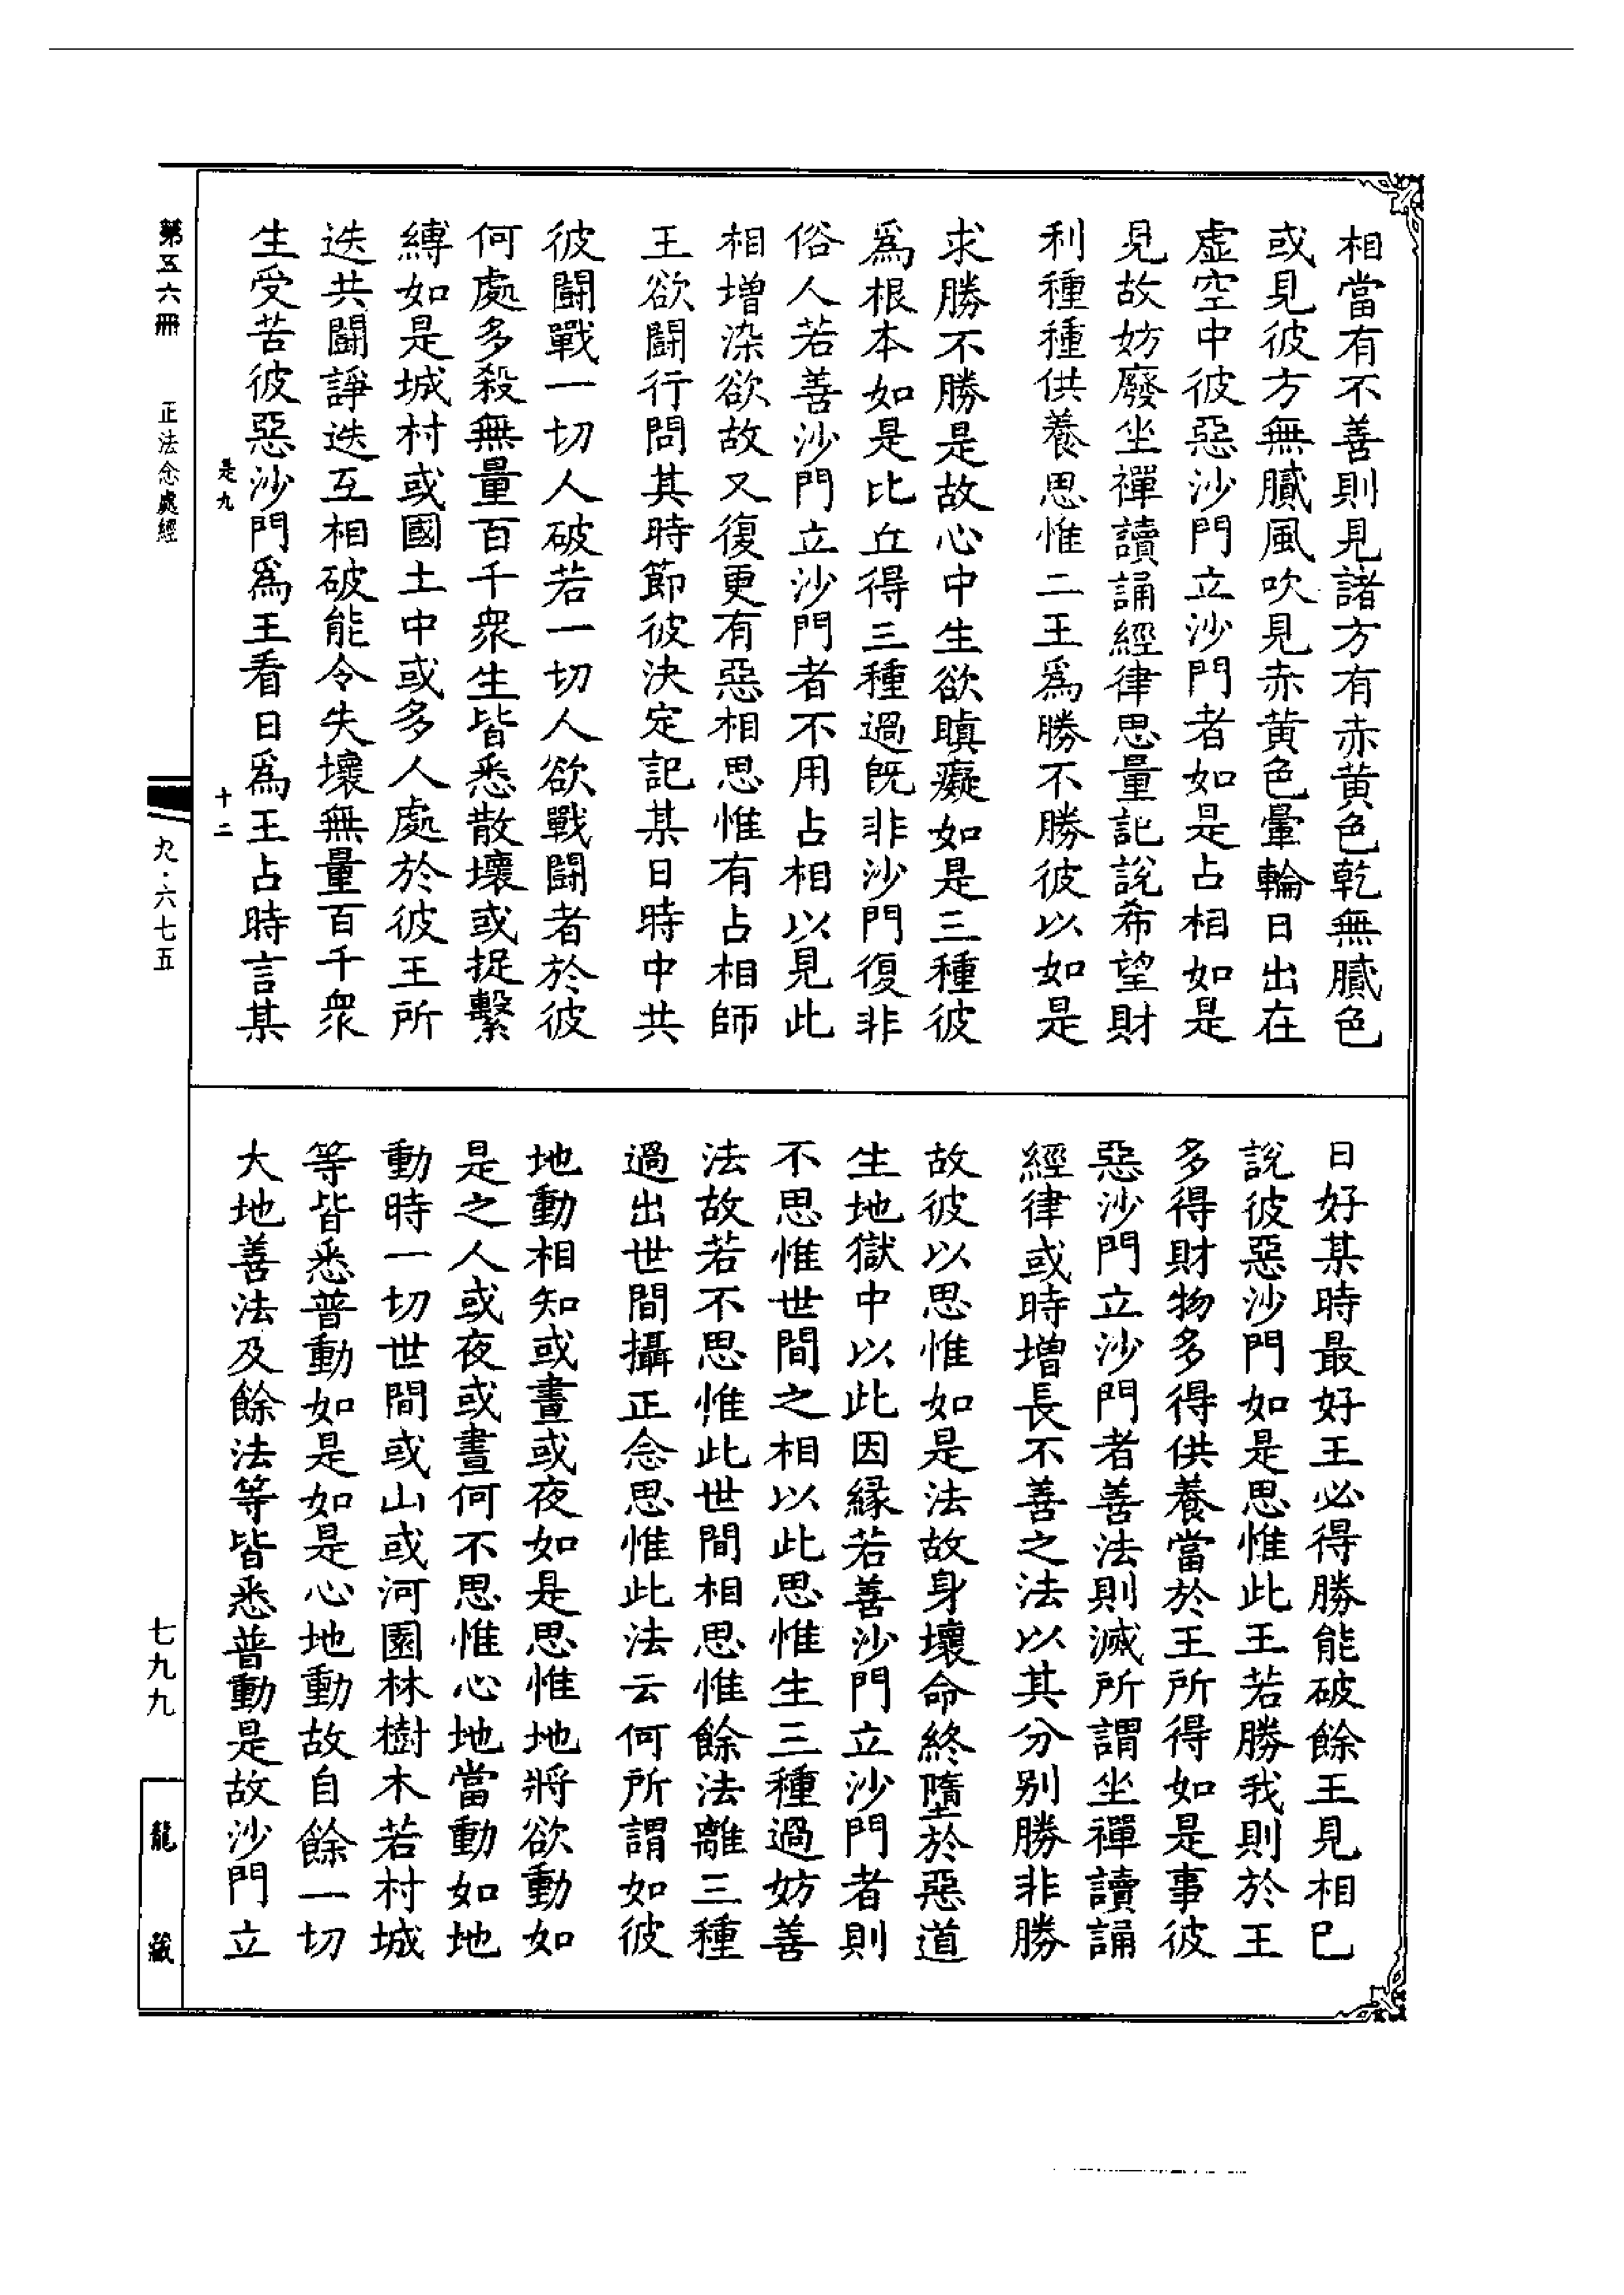 相當有不善則見諸方有赤黄色乾無膩色
或見彼方無膩風吹見赤黄色暈輪日出在
虚空中彼惡沙門立沙門者如是占相如是
見故妨廢坐禪讀誦經律思量記說希望財
利種種供養思惟二王爲勝不勝彼以如是
求勝不勝是故心中生欲瞋癡如是三種彼
爲根本如是比丘得三種過旣非沙門復非
俗人若善沙門立沙門者不用占相以見此
相增染欲故又復更有惡相思惟有占相師
王欲闘行問其時節彼決定記某日時中共
彼闘戰一切人破若一切人欲戰闘者於彼
何處多殺無量百千衆生皆悉散壞或捉繫
縛如是城村或國土中或多人處於彼王所
迭共闘諍迭互相破能令失壞無量百千衆
生受苦彼惡沙門爲王看日爲王占時言某
是九
十二
日好某時最好王必得勝能破餘王見相已
說彼惡沙門如是思惟此王若勝我則於王
多得財物多得供養當於王所得如是事彼
惡沙門立沙門者善法則滅所謂坐禪讀誦
經律或時增長不善之法以其分别勝非勝
故彼以思惟如是法故身壞命終墮於惡道
生地獄中以此因緣若善沙門立沙門者則
不思惟世間之相以此思惟生三種過妨善
法故若不思惟此世間相思惟餘法離三種
過出世間攝正念思惟此法云何所謂如彼
地動相知或晝或夜如是思惟地將欲動如
是之人或夜或晝何不思惟心地當動如地
動時一切世間或山或河園林樹木若村城
等皆悉普動如是如是心地動故自餘一切
大地善法及餘法等皆悉普動是故沙門立
第五六冊
正法念處經
九·六七五
七九九
龍藏